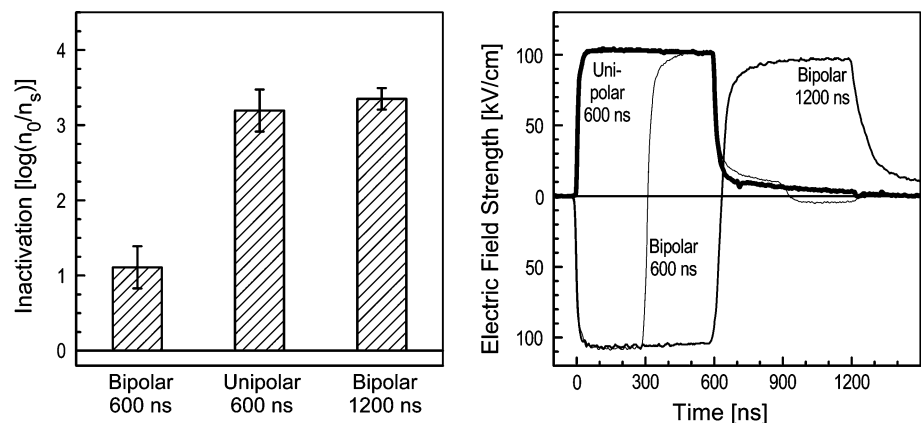 Inactivation [log(n0/ns)]
4
3
2
1
0
Bipolar
600 ns
Unipolar
600 ns
Bipolar
1200 ns
Electric Field Strength [kV/cm]
100
50
0
50
100
Uni-
polar
600 ns
Bipolar
1200 ns
Bipolar
600 ns
0
300
600
900
1200
Time [ns]